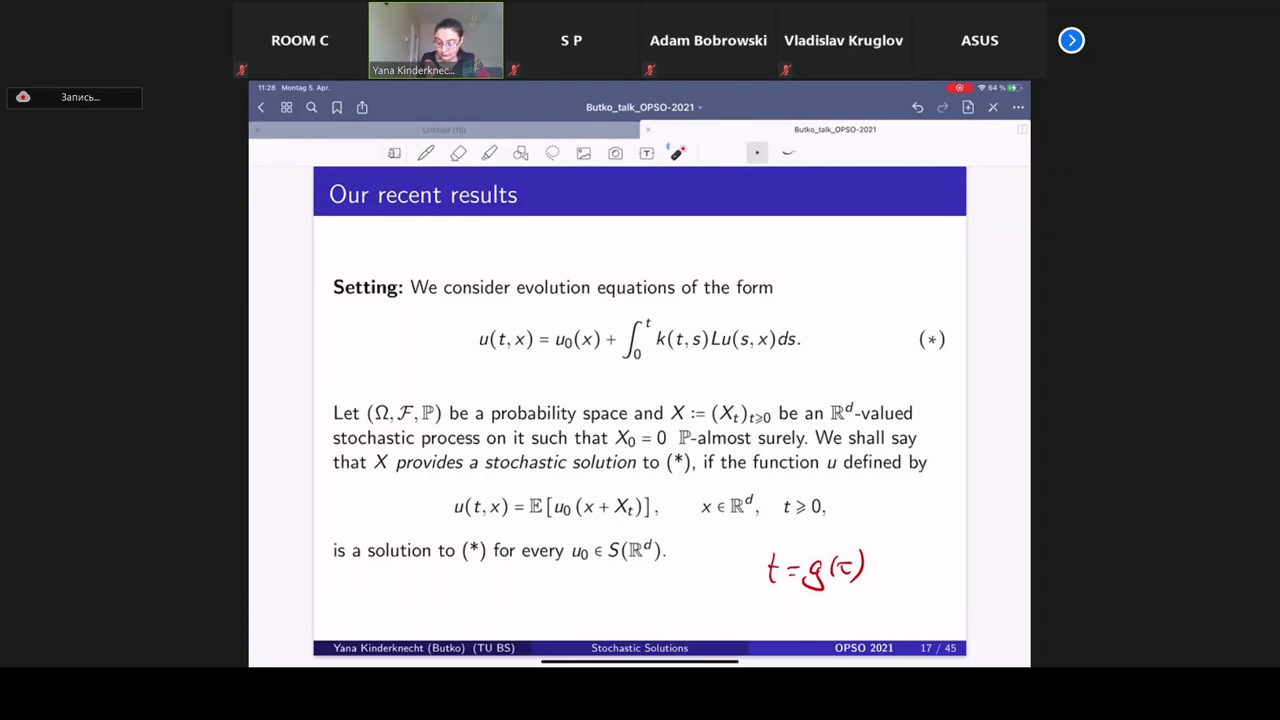 ROOM C
Yana Kinderknec...
S P
Adam Bobrowski
Vladislav Kruglov
ASUS
Запись...
11:28 Montag 5. Apr.
64 %
Butko_talk_OPSO-2021
Untitled (10)
Butko_talk_OPSO-2021
Our recent results
Setting: We consider evolution equations of the form
u(t, x) = u₀(x) + ∫₀ᵗ k(t, s)Lu(s, x)ds. (*)
Let (Ω, ℱ, ℙ) be a probability space and X := (Xₜ)ₜ⩾₀ be an ℝᵈ-valued
stochastic process on it such that X₀ = 0 ℙ-almost surely. We shall say
that X provides a stochastic solution to (*), if the function u defined by
u(t, x) = 𝔼 [u₀ (x + Xₜ)] , x ∈ ℝᵈ, t ⩾ 0,
is a solution to (*) for every u₀ ∈ S(ℝᵈ).
t = g(τ)
Yana Kinderknecht (Butko) (TU BS) Stochastic Solutions OPSO 2021 17 / 45